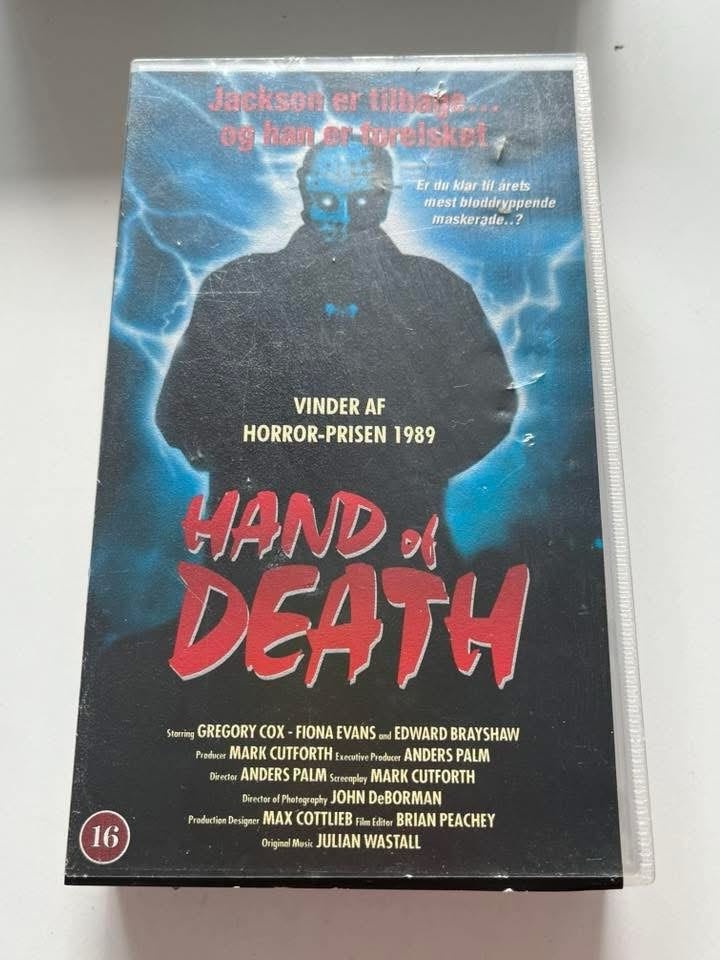 Jackson er tilbage...
og han er forelsket
Er du klar til årets
mest bloddryppende
maskerade..?
VINDER AF
HORROR-PRISEN 1989
HAND of
DEATH
Starring GREGORY COX - FIONA EVANS and EDWARD BRAYSHAW
Producer MARK CUTFORTH Executive Producer ANDERS PALM
Director ANDERS PALM Screenplay MARK CUTFORTH
Director of Photography JOHN DeBORMAN
Production Designer MAX COTTLIEB Film Editor BRIAN PEACHEY
Original Music JULIAN WASTALL
16